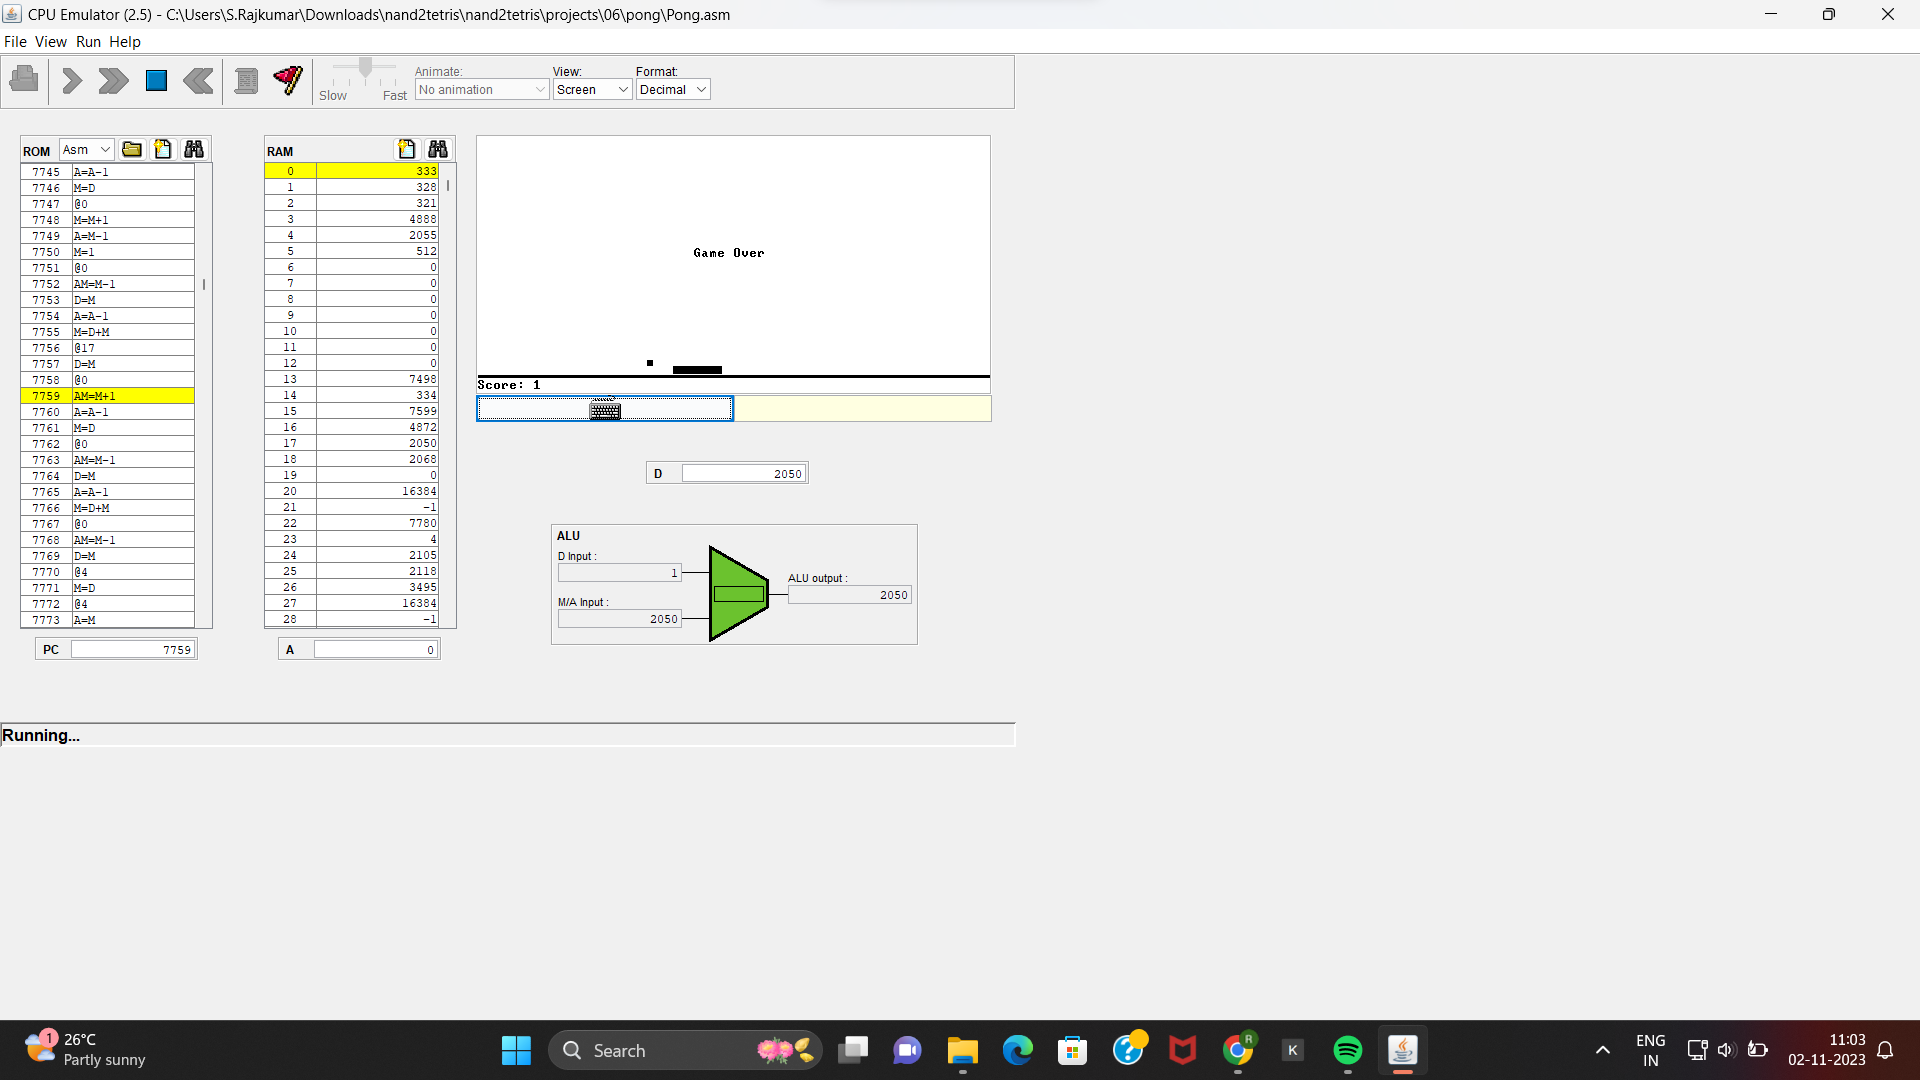 CPU Emulator (2.5) - C:\Users\S.Rajkumar\Downloads\nand2tetris\nand2tetris\projects\06\pong\Pong.asm
File View Run Help
Slow Fast
Animate:
No animation
View:
Screen
Format:
Decimal
ROM Asm
7745 A=A-1
7746 M=D
7747 @0
7748 M=M+1
7749 A=M-1
7750 M=1
7751 @0
7752 AM=M-1
7753 D=M
7754 A=A-1
7755 M=D+M
7756 @17
7757 D=M
7758 @0
7759 AM=M+1
7760 A=A-1
7761 M=D
7762 @0
7763 AM=M-1
7764 D=M
7765 A=A-1
7766 M=D+M
7767 @0
7768 AM=M-1
7769 D=M
7770 @4
7771 M=D
7772 @4
7773 A=M
PC 7759
RAM
0 333
1 328
2 321
3 4888
4 2055
5 512
6 0
7 0
8 0
9 0
10 0
11 0
12 0
13 7498
14 334
15 7599
16 4872
17 2050
18 2068
19 0
20 16384
21 -1
22 7780
23 4
24 2105
25 2118
26 3495
27 16384
28 -1
A 0
Game Over
Score: 1
D 2050
ALU
D Input :
1
M/A Input :
2050
ALU output :
2050
Running...
1
26°C
Partly sunny
Search
R
K
ENG
IN
11:03
02-11-2023